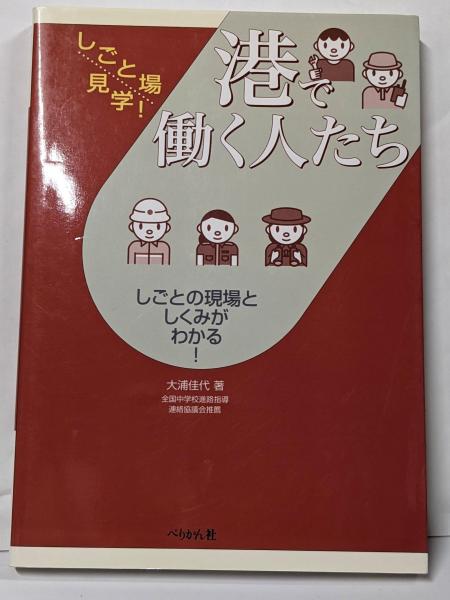 しごと場
見学!
港で
働く人たち
しごとの現場と
しくみが
わかる
!
大浦佳代 著
全国中学校進路指導
連絡協議会推薦
ぺりかん社